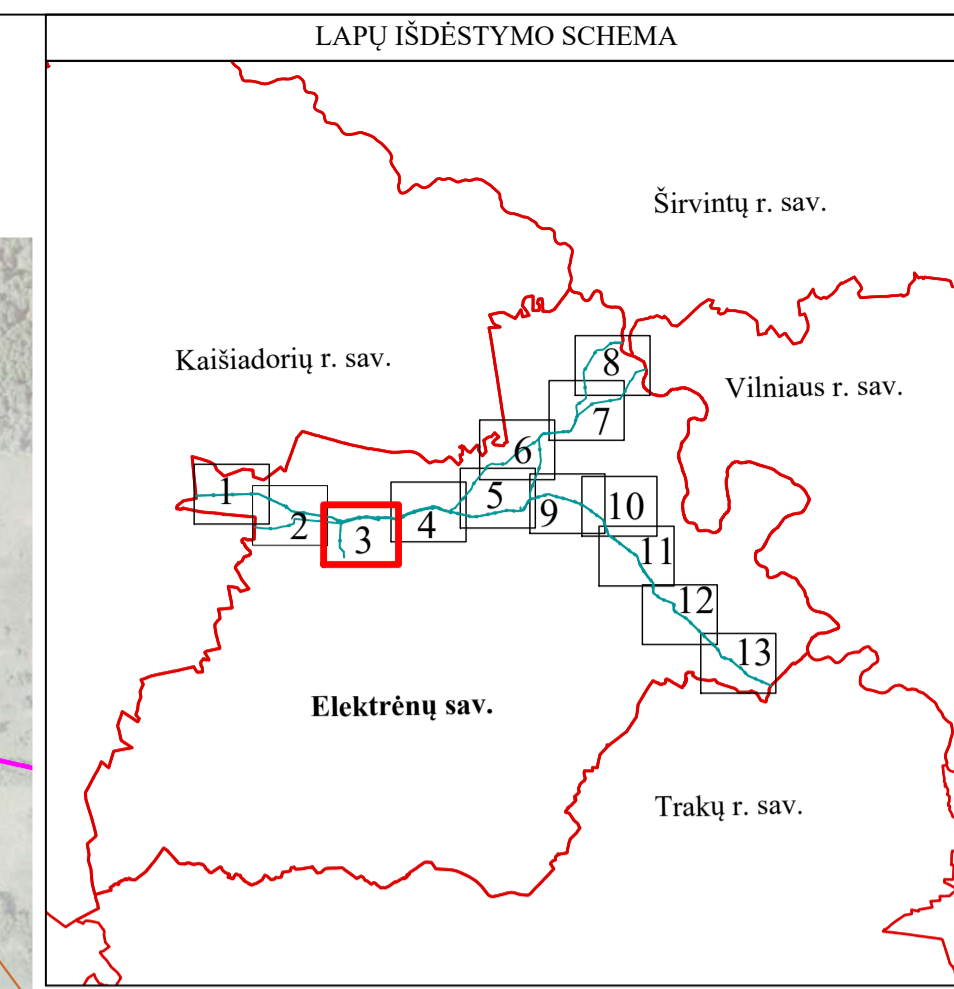 LAPŲ IŠDĖSTYMO SCHEMA
Širvintų r. sav.
Kaišiadorių r. sav.
Vilniaus r. sav.
8
7
6
5
1
2
3
4
9
10
11
12
13
Elektrėnų sav.
Trakų r. sav.